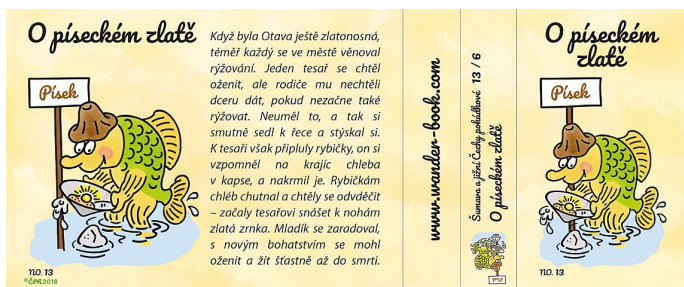 O píseckém zlatě
Písek
NO. 13
©ČPR2018
Když byla Otava ještě zlatonosná,
téměř každý se ve městě věnoval
rýžování. Jeden tesař se chtěl
oženit, ale rodiče mu nechtěli
dceru dát, pokud nezačne také
rýžovat. Neuměl to, a tak si
smutně sedl k řece a stýskal si.
K tesaři však připluly rybičky, on si
vzpomněl na krajíc chleba
v kapse, a nakrmil je. Rybičkám
chléb chutnal a chtěly se odvděčit
– začaly tesařovi snášet k nohám
zlatá zrnka. Mladík se zaradoval,
s novým bohatstvím se mohl
oženit a žít šťastně až do smrti.
www.wander-book.com
Šumava a jižní Čechy pohádkové 13 / 6
O píseckém zlatě
Písek
O píseckém
zlatě
Písek
NO. 13